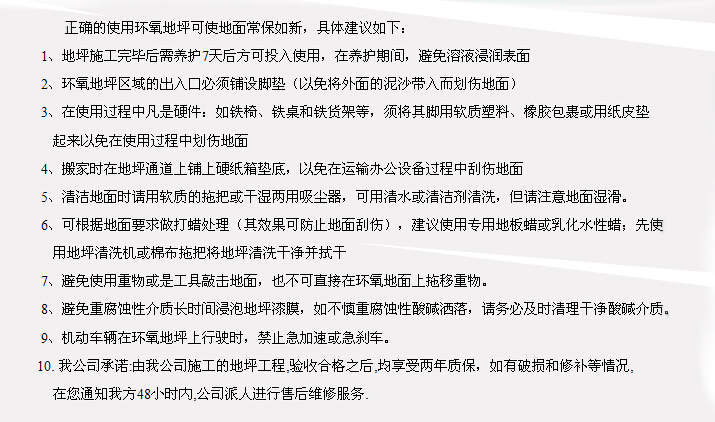 正确的使用环氧地坪可使地面常保如新，具体建议如下：
1、地坪施工完毕后需养护7天后方可投入使用，在养护期间，避免溶液浸润表面
2、环氧地坪区域的出入口必须铺设脚垫（以免将外面的泥沙带入而划伤地面）
3、在使用过程中凡是硬件：如铁椅、铁桌和铁货架等，须将其脚用软质塑料、橡胶包裹或用纸皮垫
起来以免在使用过程中划伤地面
4、搬家时在地坪通道上铺上硬纸箱垫底，以免在运输办公设备过程中刮伤地面
5、清洁地面时请用软质的拖把或干湿两用吸尘器，可用清水或清洁剂清洗，但请注意地面湿滑。
6、可根据地面要求做打蜡处理（其效果可防止地面刮伤），建议使用专用地板蜡或乳化水性蜡；先使
用地坪清洗机或棉布拖把将地坪清洗干净并拭干
7、避免使用重物或是工具敲击地面，也不可直接在环氧地面上拖移重物。
8、避免重腐蚀性介质长时间浸泡地坪漆膜，如不慎重腐蚀性酸碱洒落，请务必及时清理干净酸碱介质。
9、机动车辆在环氧地坪上行驶时，禁止急加速或急刹车。
10. 我公司承诺:由我公司施工的地坪工程,验收合格之后,均享受两年质保，如有破损和修补等情况,
在您通知我方48小时内,公司派人进行售后维修服务.